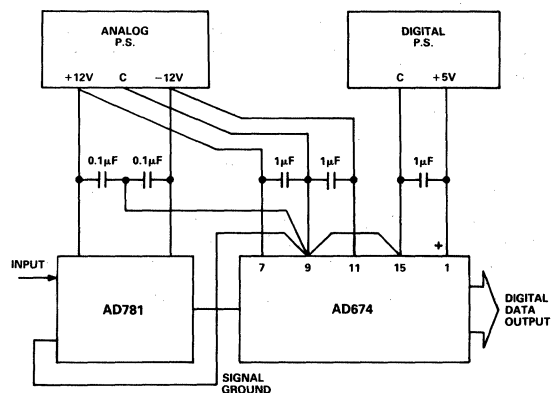 ANALOG
P.S.
+12V C −12V
DIGITAL
P.S.
C +5V
0.1µF 0.1µF 1µF 1µF 1µF
+
INPUT
7 9 11 15 1
AD781
AD674
DIGITAL
DATA
OUTPUT
SIGNAL
GROUND